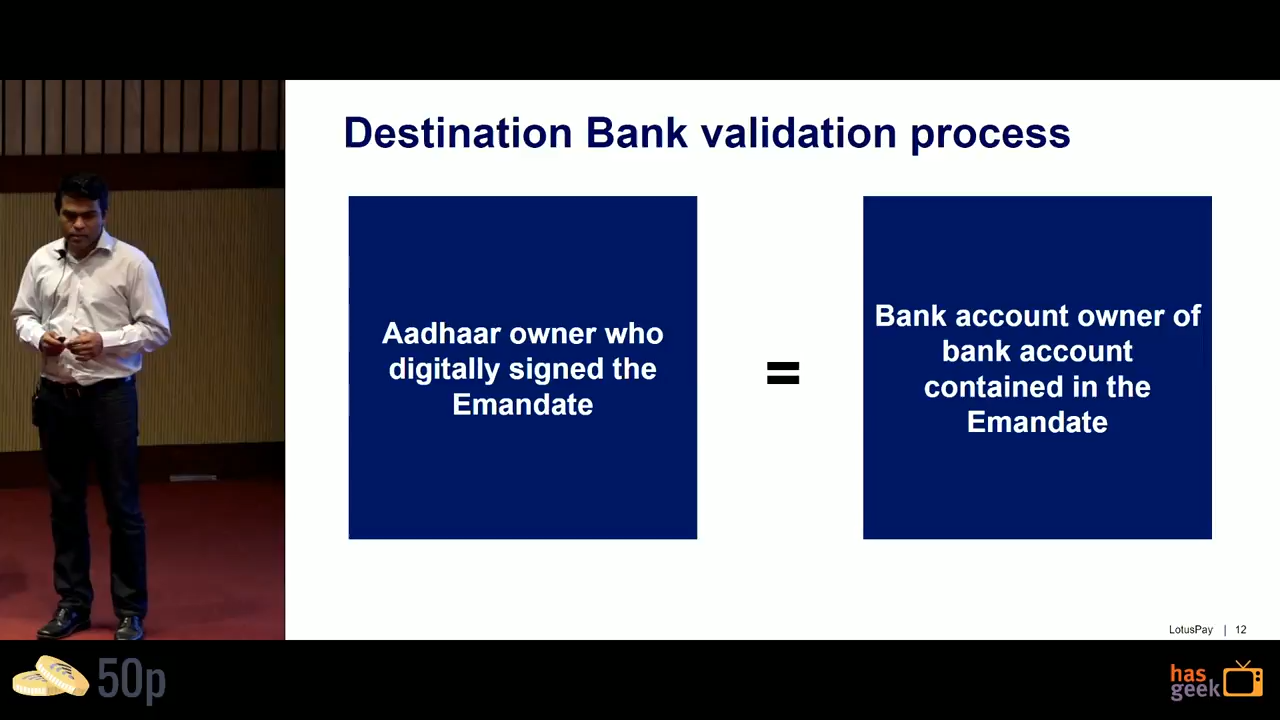 Destination Bank validation process
Aadhaar owner who
digitally signed the
Emandate
=
Bank account owner of
bank account
contained in the
Emandate
LotusPay | 12
50p
has
geek